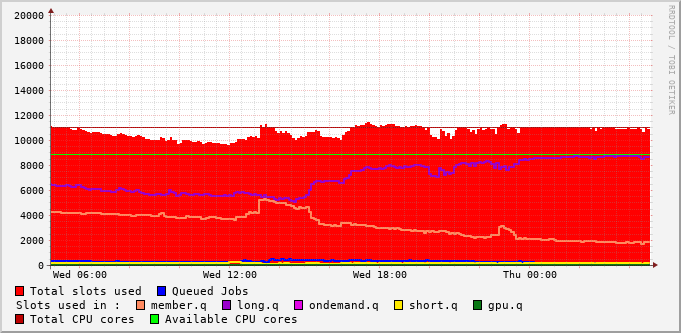 20000
18000
16000
14000
12000
10000
8000
6000
4000
2000
0
Wed 06:00 Wed 12:00 Wed 18:00 Thu 00:00
RRDTOOL / TOBI OETIKER
Total slots used Queued Jobs
Slots used in : member.q long.q ondemand.q short.q gpu.q
Total CPU cores Available CPU cores